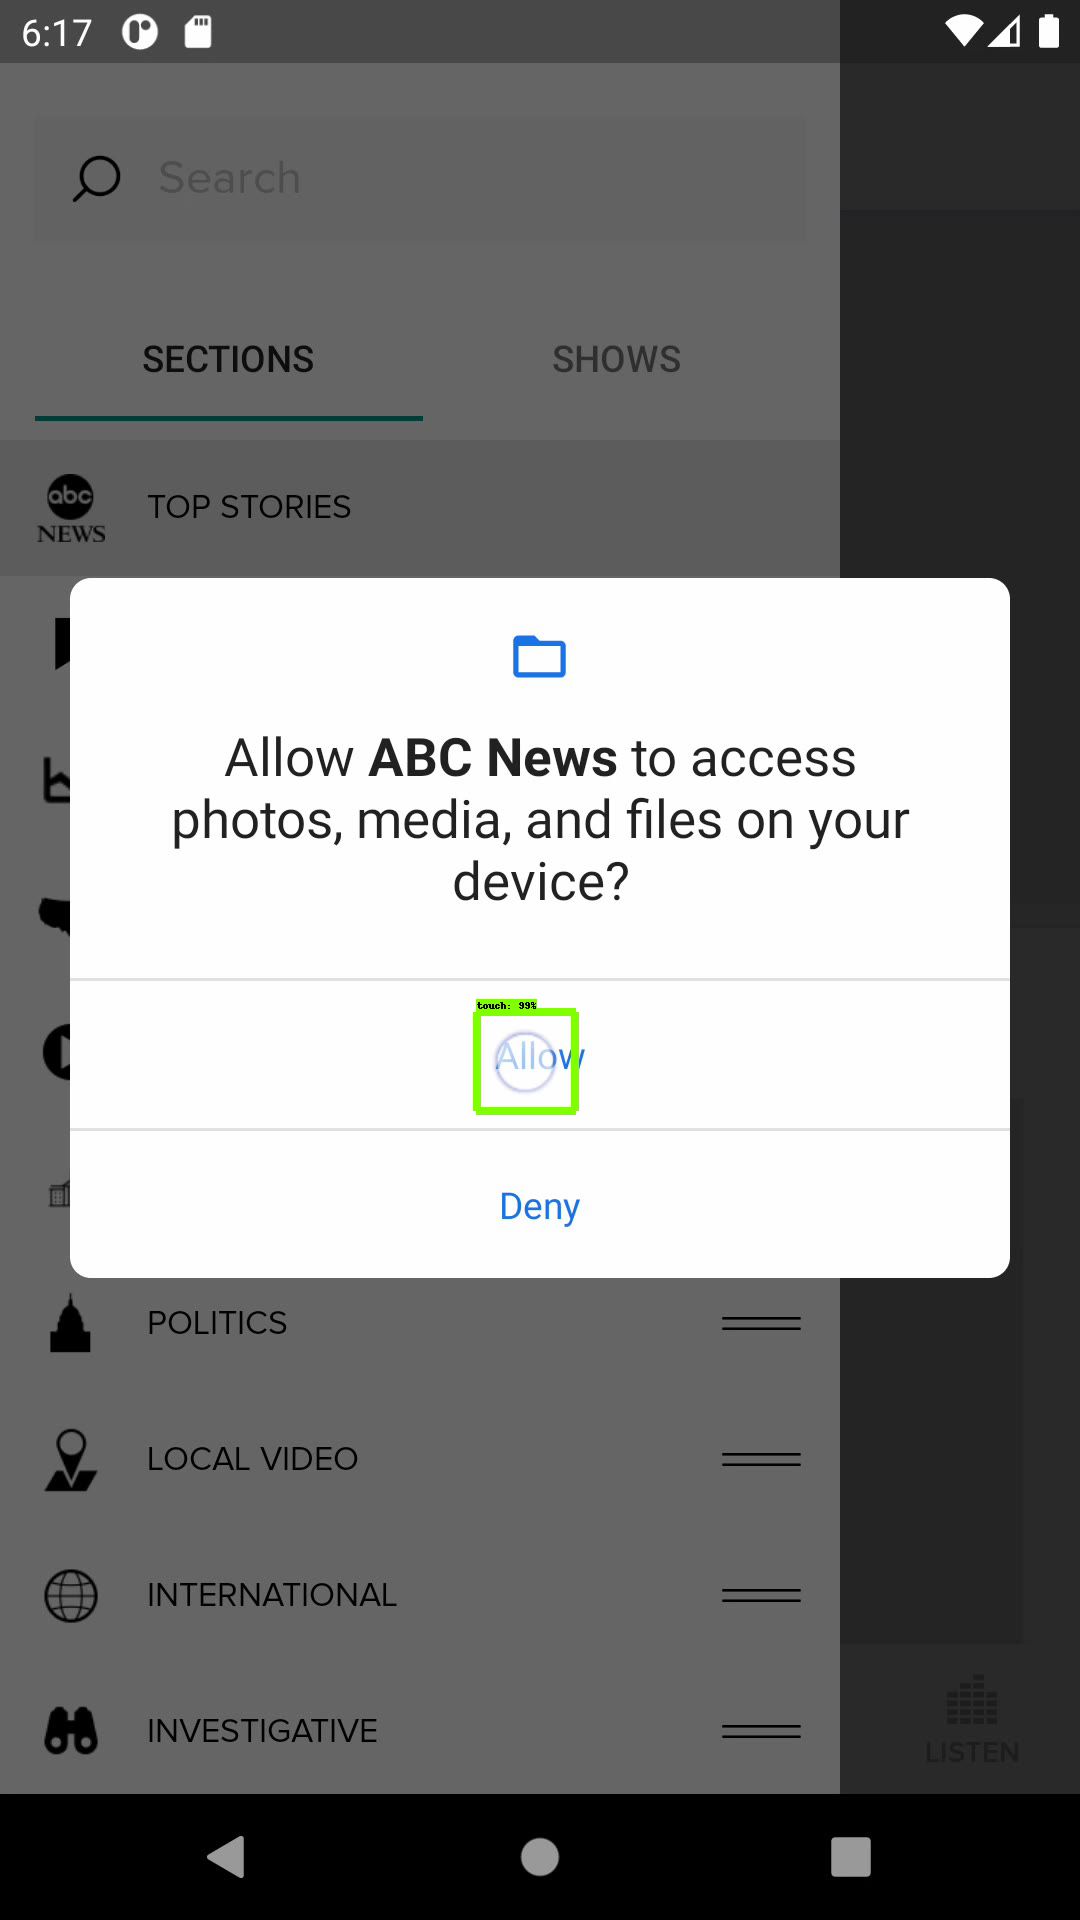 6:17
Search
SECTIONS
SHOWS
abc
NEWS
TOP STORIES
Allow ABC News to access
photos, media, and files on your
device?
touch: 99%
Allow
Deny
POLITICS
LOCAL VIDEO
INTERNATIONAL
INVESTIGATIVE
LISTEN